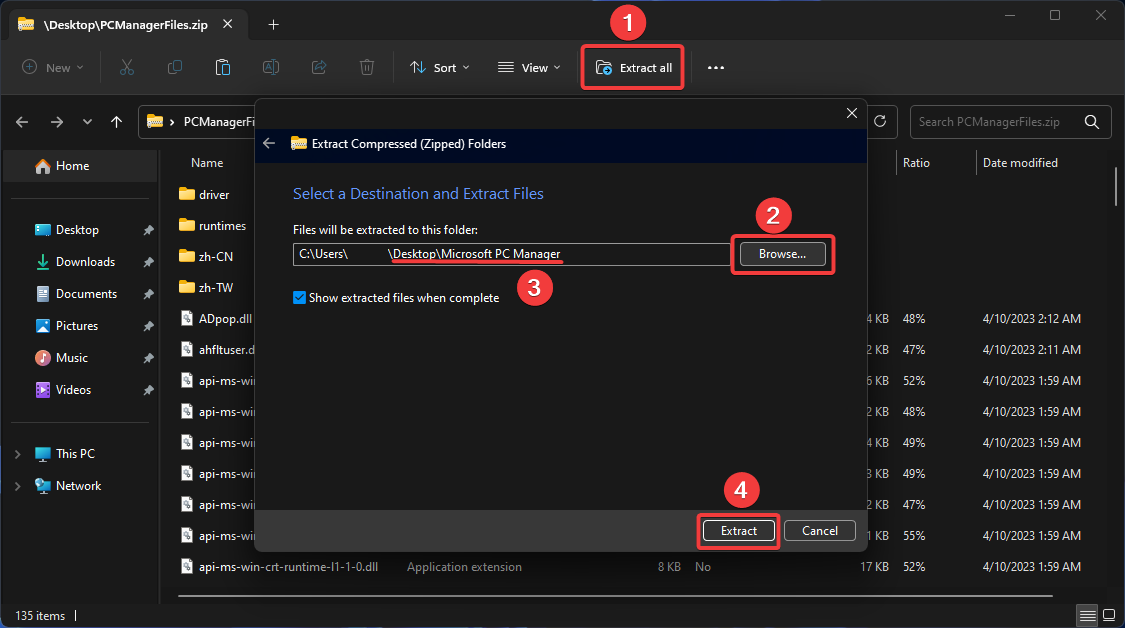 \Desktop\PCManagerFiles.zip
1
New
Sort
View
Extract all
PCManagerFi
Search PCManagerFiles.zip
Extract Compressed (Zipped) Folders
Home
Name
Ratio
Date modified
Select a Destination and Extract Files
driver
2
Desktop
runtimes
Files will be extracted to this folder:
C:\Users\ \Desktop\Microsoft PC Manager
Browse...
Downloads
zh-CN
3
Documents
zh-TW
Show extracted files when complete
Pictures
ADpop.dll
4 KB 48% 4/10/2023 2:12 AM
Music
ahfltuser.d
2 KB 47% 4/10/2023 2:11 AM
Videos
api-ms-win
6 KB 52% 4/10/2023 1:59 AM
api-ms-win
2 KB 48% 4/10/2023 1:59 AM
This PC
api-ms-win
4 KB 49% 4/10/2023 1:59 AM
Network
api-ms-win
3 KB 49% 4/10/2023 1:59 AM
4
api-ms-win
2 KB 47% 4/10/2023 1:59 AM
Extract
Cancel
api-ms-win
1 KB 55% 4/10/2023 1:59 AM
api-ms-win-crt-runtime-l1-1-0.dll Application extension 8 KB No 17 KB 52% 4/10/2023 1:59 AM
135 items